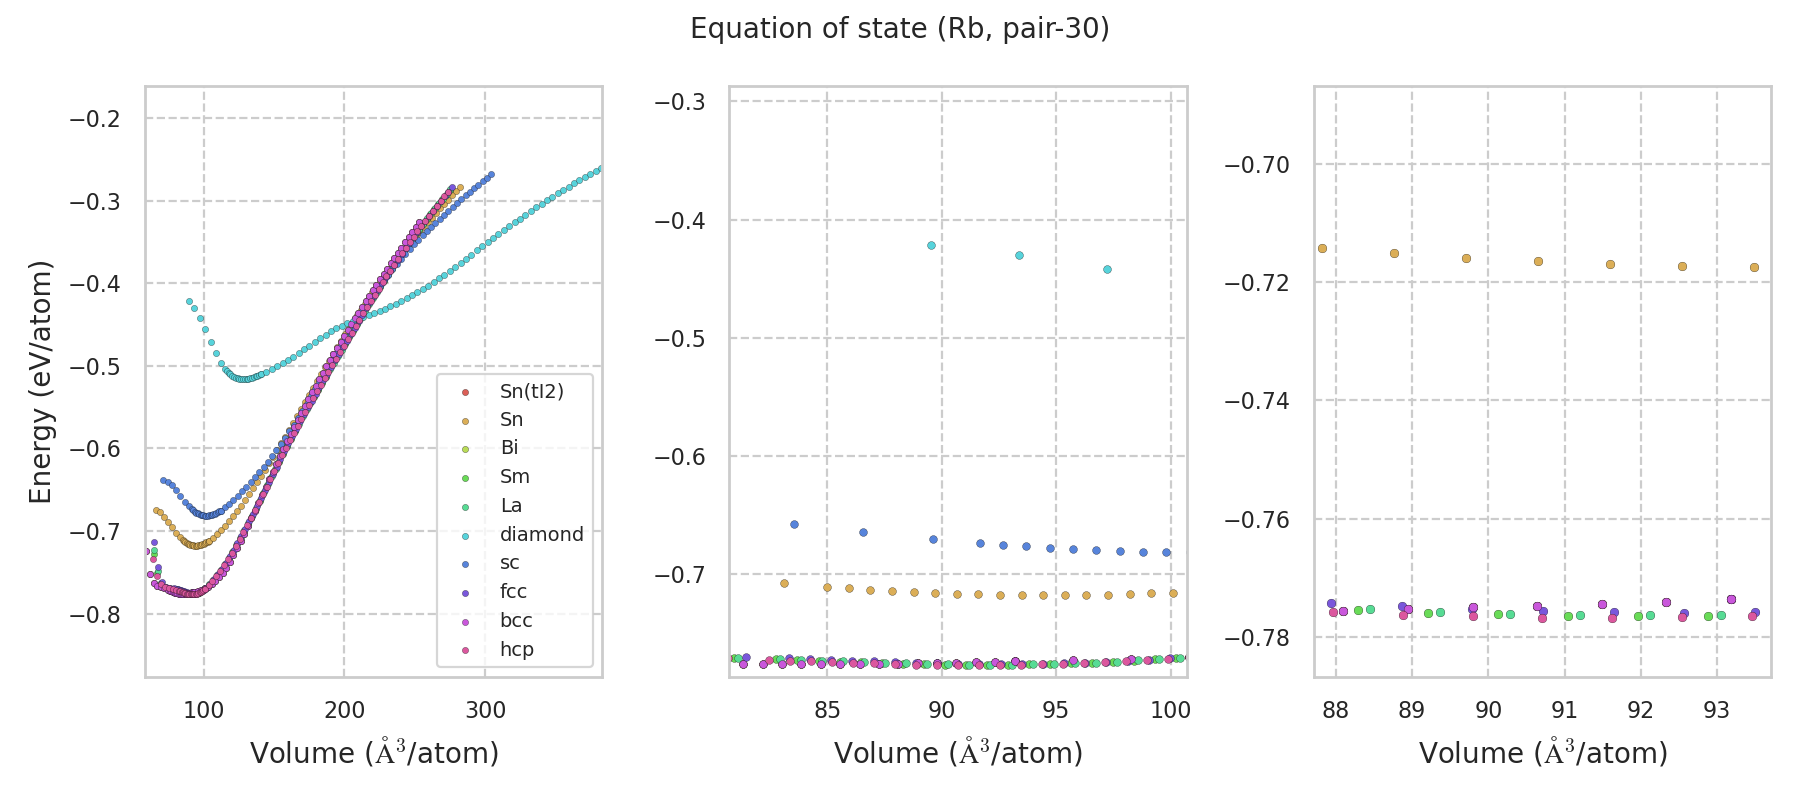 Equation of state (Rb, pair-30)
Energy (eV/atom)
−0.2
−0.3
−0.4
−0.5
−0.6
−0.7
−0.8
Sn(tI2)
Sn
Bi
Sm
La
diamond
sc
fcc
bcc
hcp
100 200 300
Volume (Å³/atom)
−0.3
−0.4
−0.5
−0.6
−0.7
85 90 95 100
Volume (Å³/atom)
−0.70
−0.72
−0.74
−0.76
−0.78
88 89 90 91 92 93
Volume (Å³/atom)